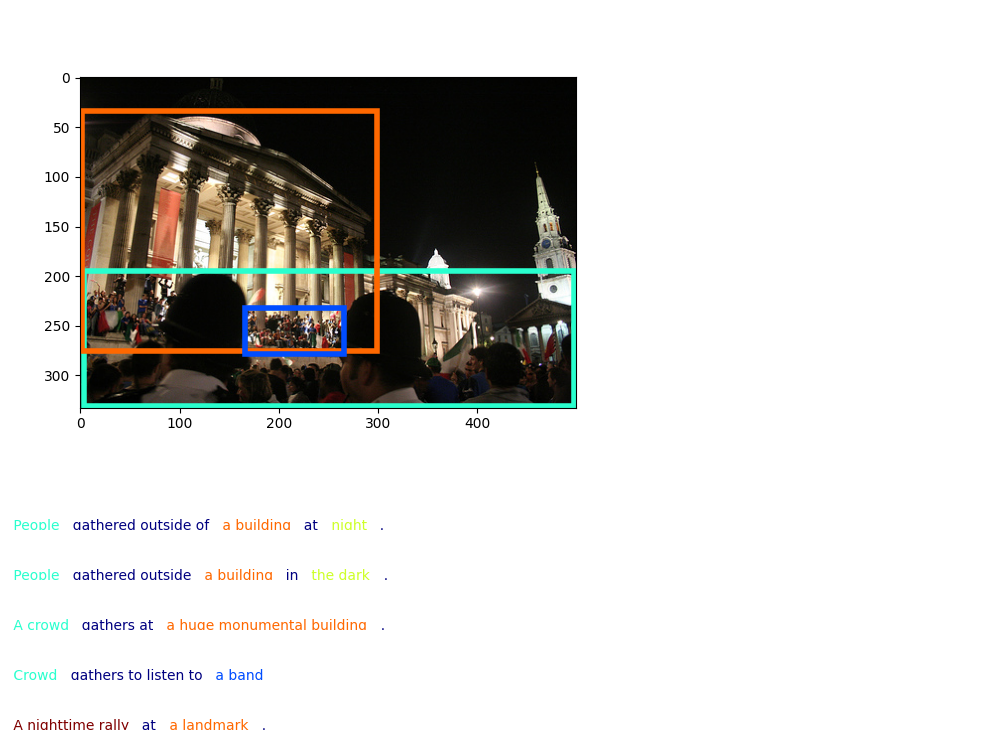 0
50
100
150
200
250
300
0 100 200 300 400
People gathered outside of a building at night .
People gathered outside a building in the dark .
A crowd gathers at a huge monumental building .
Crowd gathers to listen to a band
A nighttime rally at a landmark .